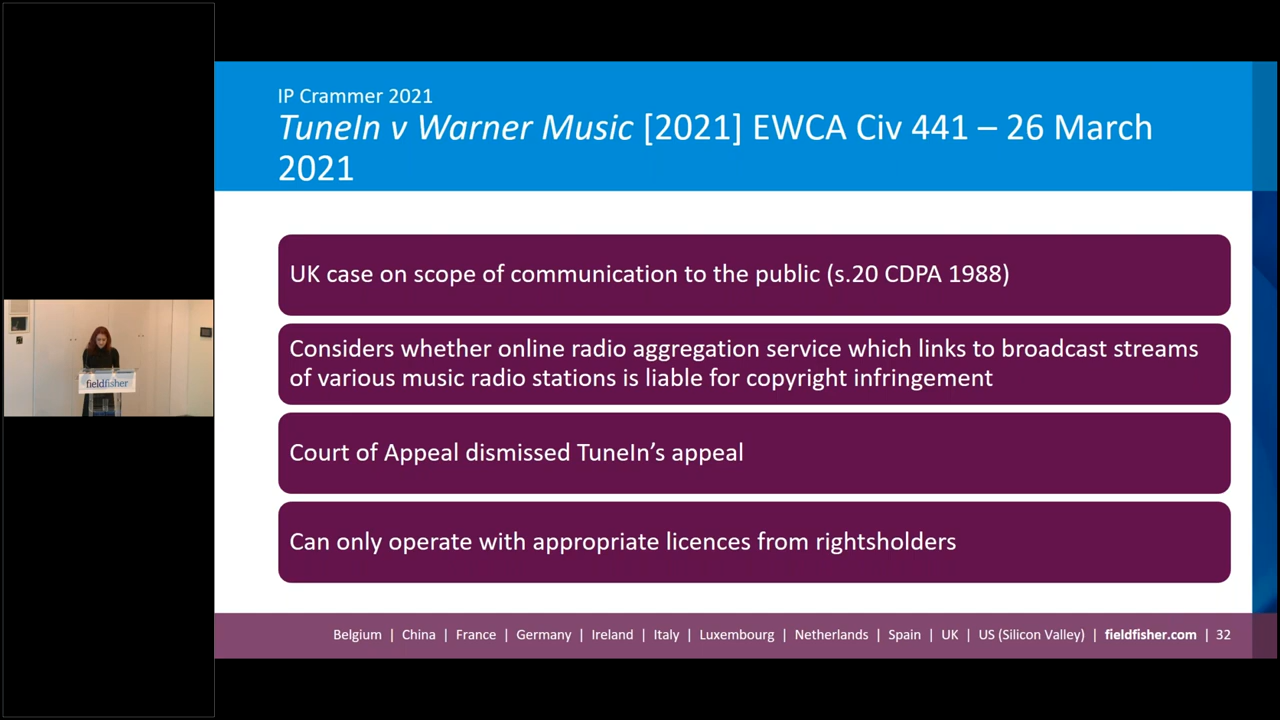 IP Crammer 2021
TuneIn v Warner Music [2021] EWCA Civ 441 – 26 March
2021
UK case on scope of communication to the public (s.20 CDPA 1988)
Considers whether online radio aggregation service which links to broadcast streams
of various music radio stations is liable for copyright infringement
Court of Appeal dismissed TuneIn’s appeal
Can only operate with appropriate licences from rightsholders
fieldfisher
Belgium | China | France | Germany | Ireland | Italy | Luxembourg | Netherlands | Spain | UK | US (Silicon Valley) | fieldfisher.com | 32